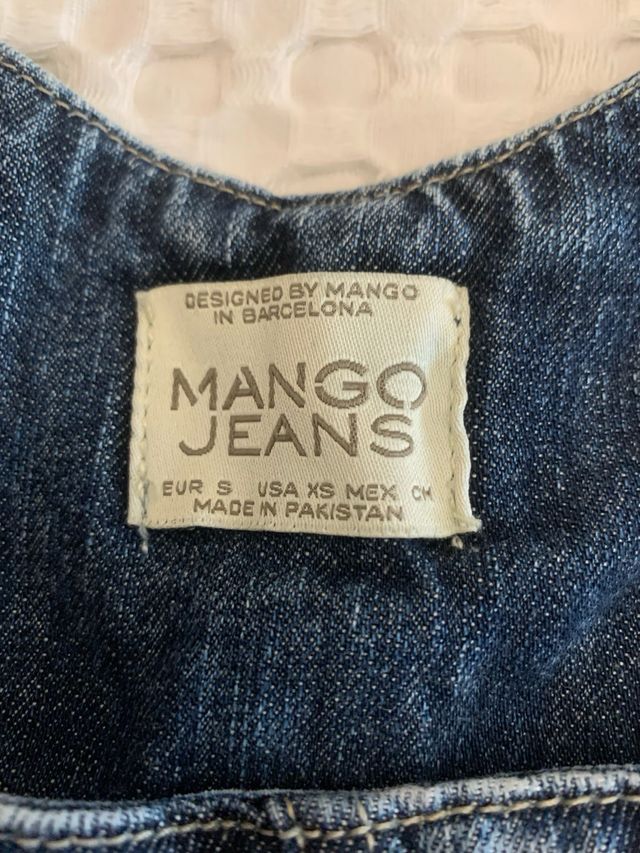 DESIGNED BY MANGO
IN BARCELONA
MANGO
JEANS
EUR S USA XS MEX CH
MADE IN PAKISTAN